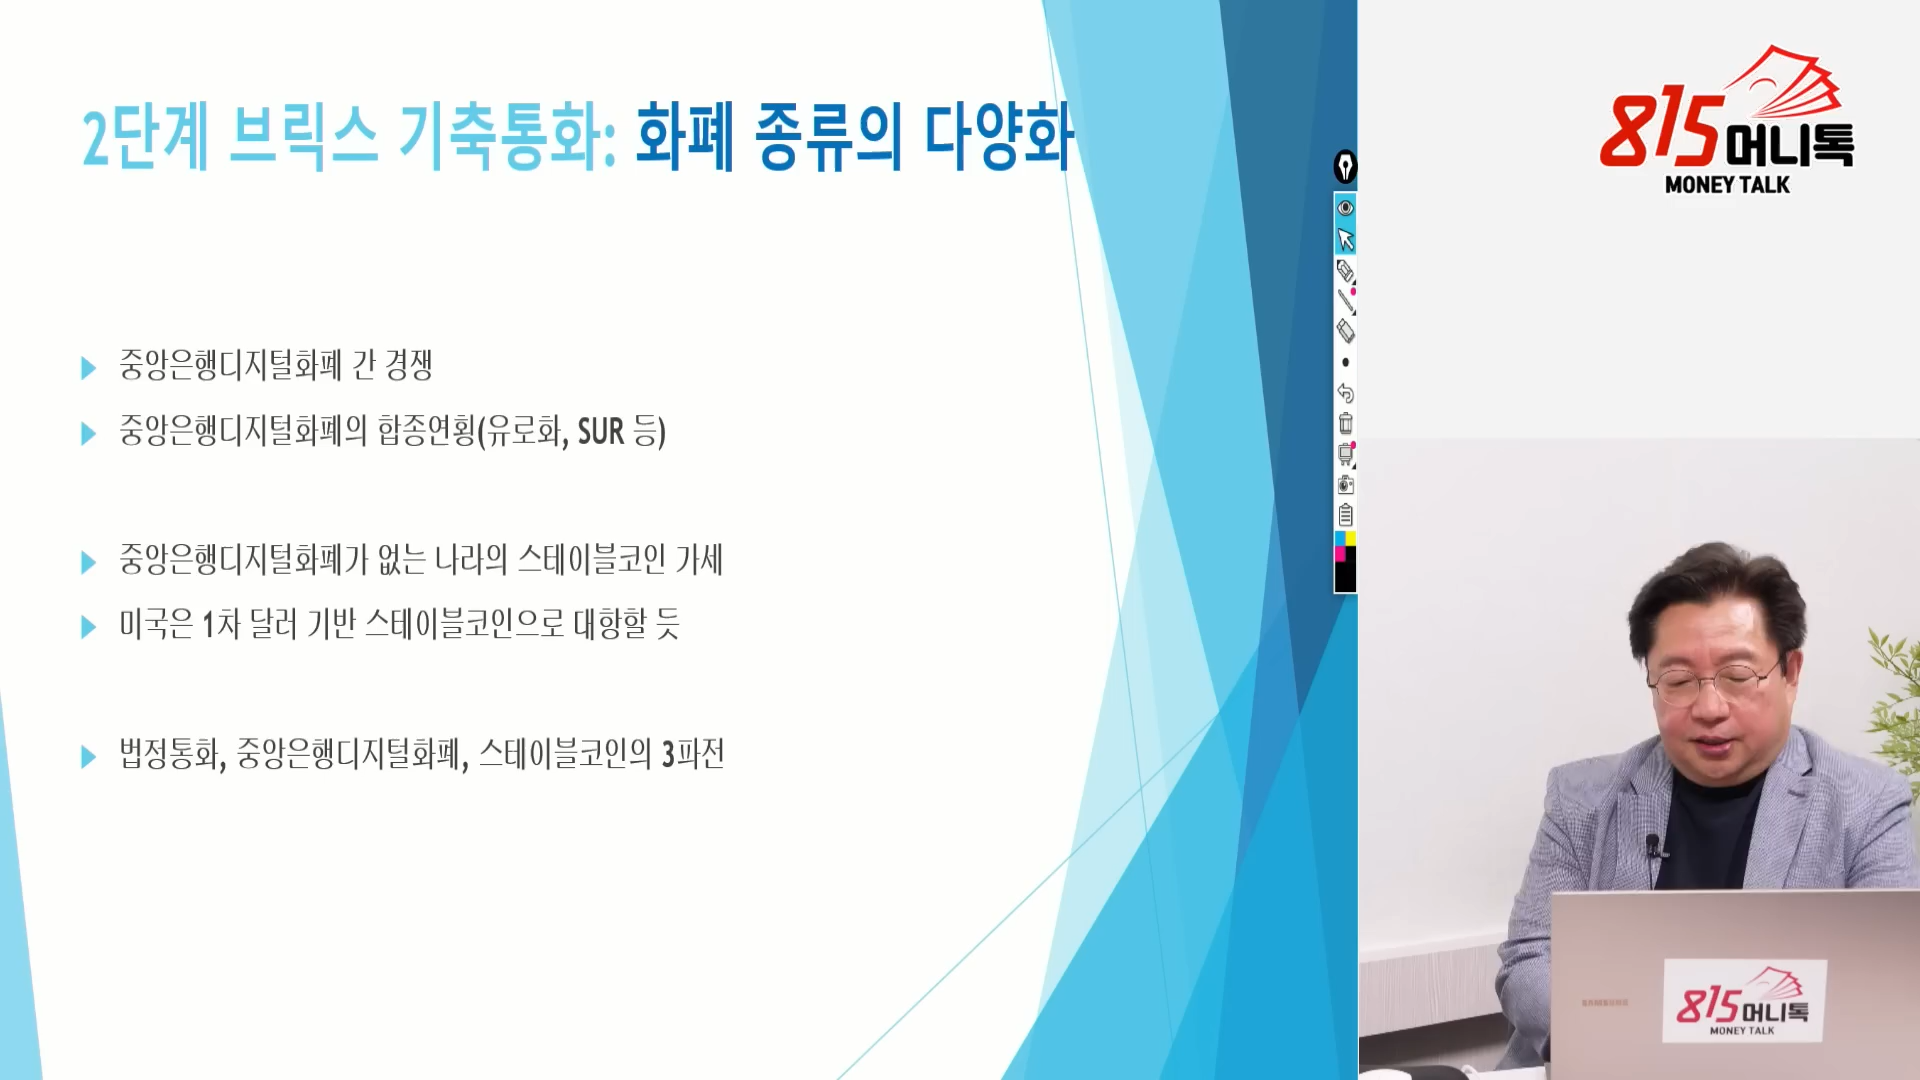 2단계 브릭스 기축통화: 화폐 종류의 다양화
중앙은행디지털화폐 간 경쟁
중앙은행디지털화폐의 합종연횡(유로화, SUR 등)
중앙은행디지털화폐가 없는 나라의 스테이블코인 가세
미국은 1차 달러 기반 스테이블코인으로 대항할 듯
법정통화, 중앙은행디지털화폐, 스테이블코인의 3파전
815머니톡
MONEY TALK
SAMSUNG
815머니톡
MONEY TALK